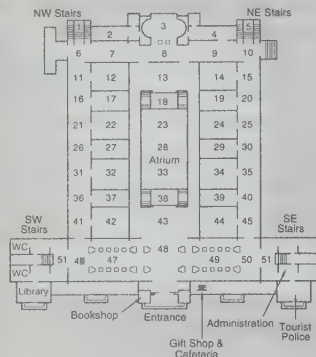 NW Stairs NE Stairs
1 2 3 4 5
6 7 8 9 10
11 12 13 14 15
16 17 18 19 20
21 22 23 24 25
26 27 28 29 30
Atrium
31 32 33 34 35
36 37 38 39 40
41 42 43 44 45
SW
Stairs
SE
Stairs
48
WC
51 47 49 50 51
WC
Library
Bookshop
Entrance
Administration
Tourist
Police
Gift Shop &
Cafeteria